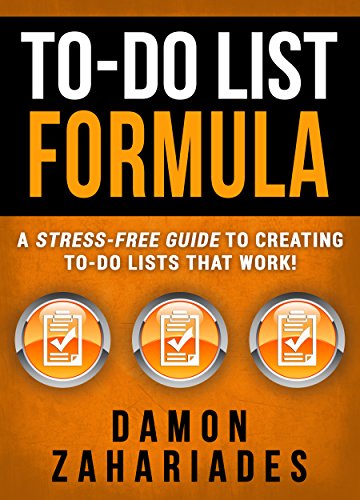 TO-DO LIST
FORMULA
A STRESS-FREE GUIDE TO CREATING
TO-DO LISTS THAT WORK!
DAMON
ZAHARIADES